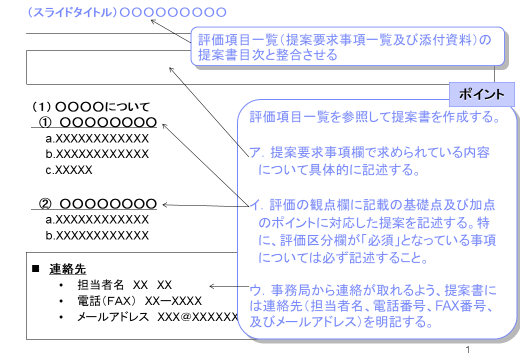 （スライドタイトル）〇〇〇〇〇〇〇〇〇
評価項目一覧（提案要求事項一覧及び添付資料）の
提案書目次と整合させる
ポイント
評価項目一覧を参照して提案書を作成する。
ア．提案要求事項欄で求められている内容
について具体的に記述する。
イ．評価の観点欄に記載の基礎点及び加点
のポイントに対応した提案を記述する。特
に、評価区分欄が「必須」となっている事項
については必ず記述すること。
ウ．事務局から連絡が取れるよう、提案書に
は連絡先（担当者名、電話番号、FAX番号、
及びメールアドレス）を明記する。
（１）〇〇〇〇について
① 〇〇〇〇〇〇〇〇
a.XXXXXXXXXXXX
b.XXXXXXXXXXXX
c.XXXXX
② 〇〇〇〇〇〇〇〇
a.XXXXXXXXXXXX
b.XXXXXXXXXXXX
■ 連絡先
• 担当者名 XX XX
• 電話（FAX） XX－XXXX
• メールアドレス XXX＠XXXXXX
1